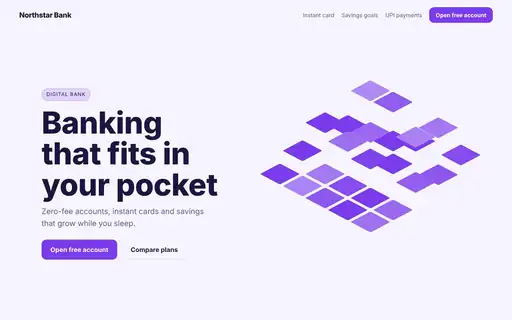 Northstar Bank
Instant card
Savings goals
UPI payments
Open free account
DIGITAL BANK
Banking
that fits in
your pocket
Zero-fee accounts, instant cards and savings
that grow while you sleep.
Open free account
Compare plans